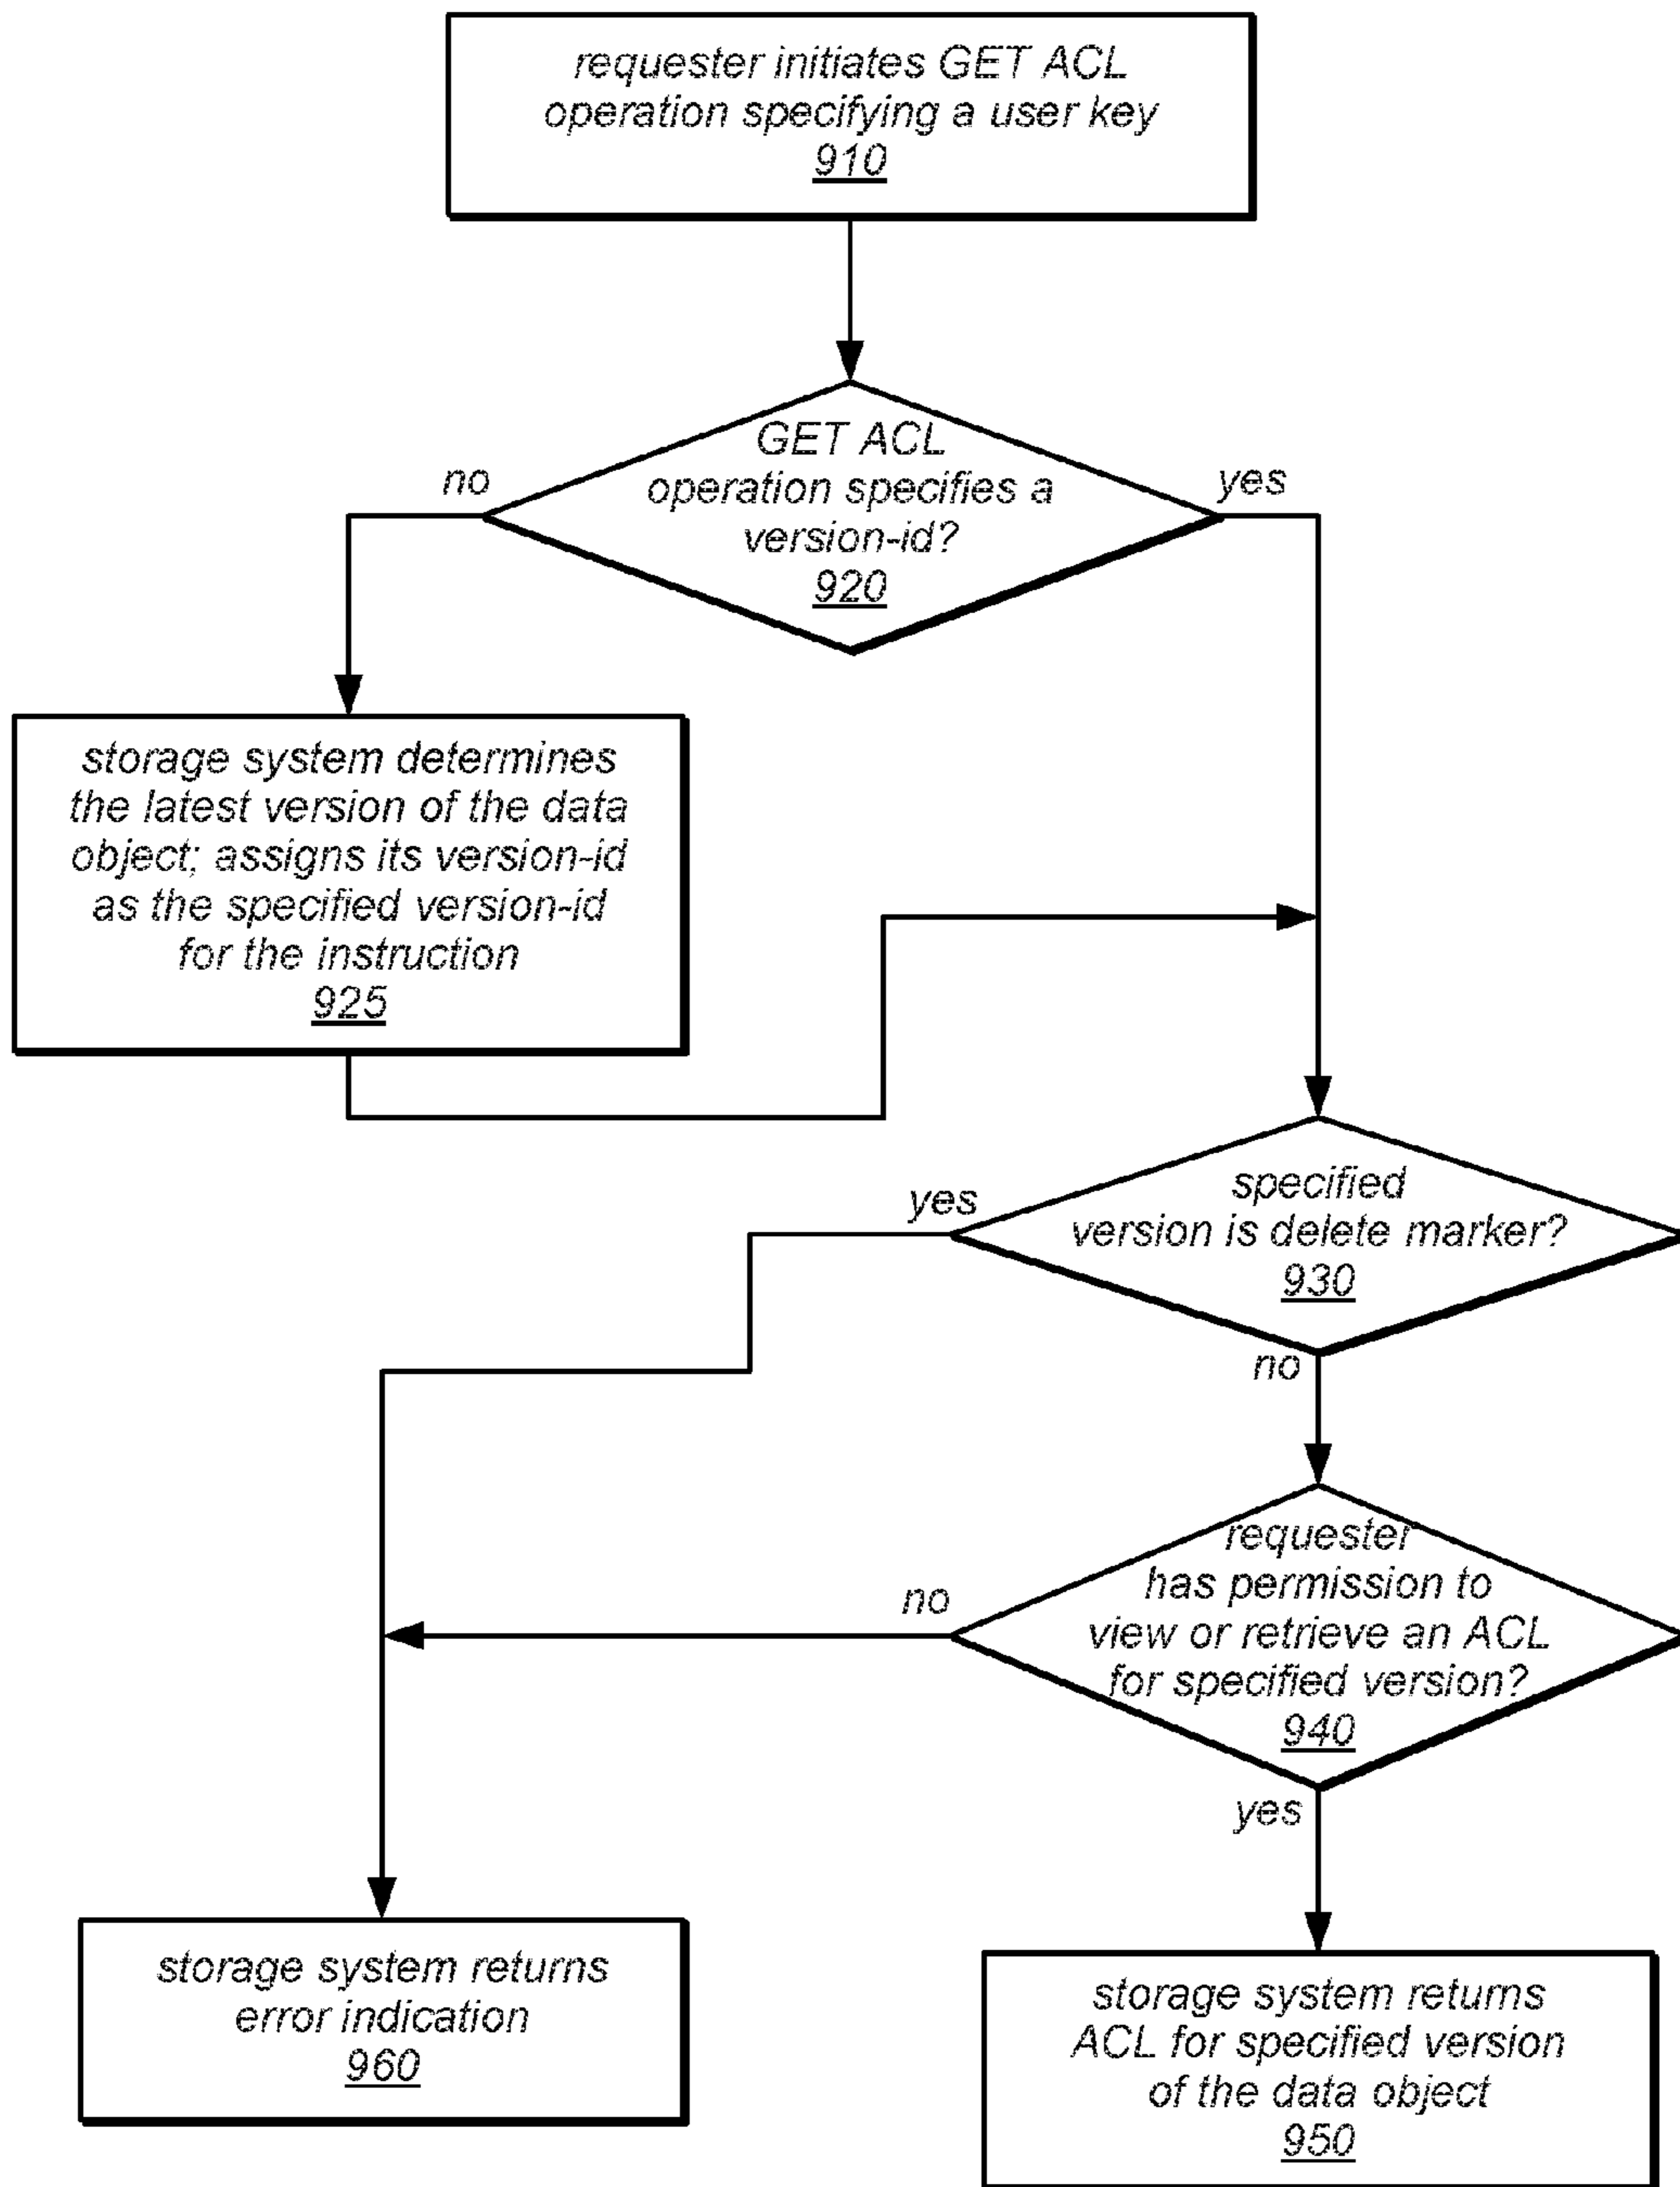 requester initiates GET ACL
operation specifying a user key
910
GET ACL
operation specifies a
version-id?
920
no
yes
storage system determines
the latest version of the data
object; assigns its version-id
as the specified version-id
for the instruction
925
specified
version is delete marker?
930
yes
no
requester
has permission to
view or retrieve an ACL
for specified version?
940
no
yes
storage system returns
error indication
960
storage system returns
ACL for specified version
of the data object
950